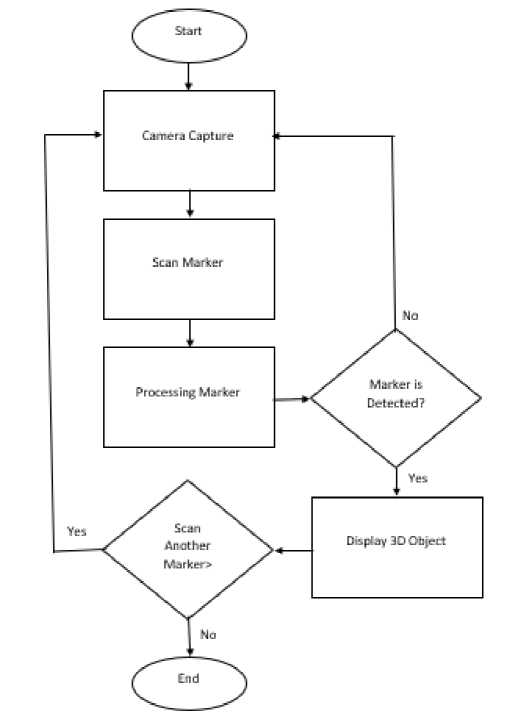 Start
Camera Capture
Scan Marker
No
Processing Marker
Marker is
Detected?
Yes
Display 3D Object
Scan
Another
Marker>
Yes
No
End